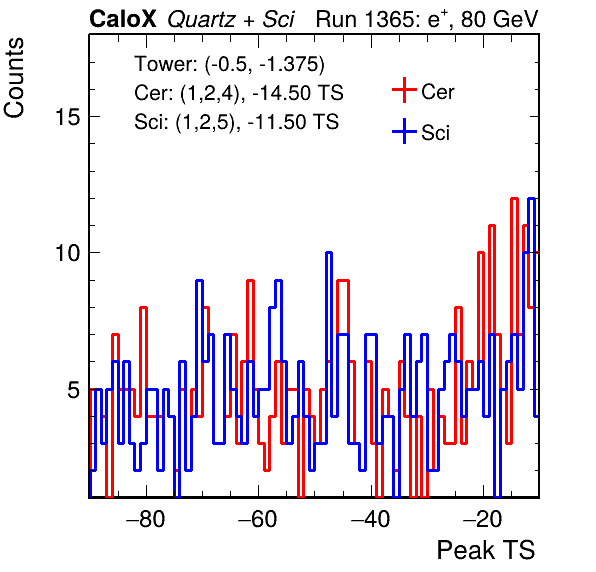 CaloX Quartz + Sci Run 1365: e⁺, 80 GeV
Tower: (-0.5, -1.375)
Cer: (1,2,4), -14.50 TS
Sci: (1,2,5), -11.50 TS
Cer
Sci
Counts
15
10
5
−80 −60 −40 −20
Peak TS